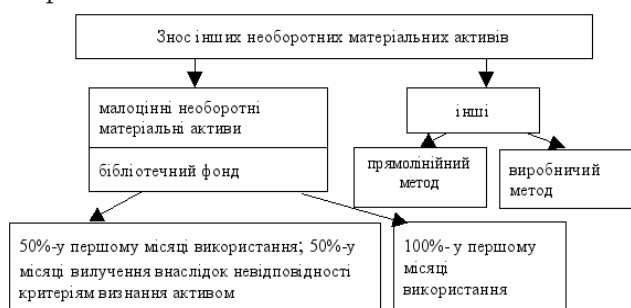 Знос інших необоротних матеріальних активів
малоцінні необоротні
матеріальні активи
бібліотечний фонд
інші
прямолінійний
метод
виробничий
метод
50%-у першому місяці використання; 50%-у
місяці вилучення внаслідок невідповідності
критеріям визнання активом
100%- у першому
місяці
використання